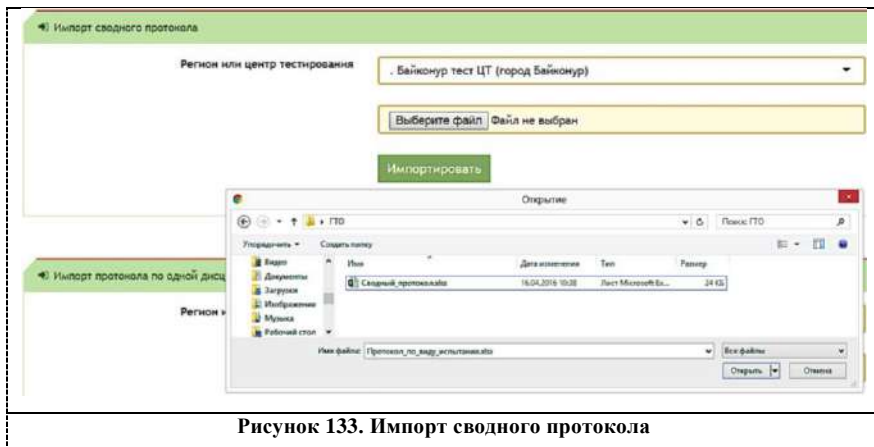 Импорт сводного протокола
Регион или центр тестирования
. Байконур тест ЦТ (город Байконур)
Выберите файл Файл не выбран
Импортировать
Открытие
ГТО
Поиск: ГТО
Упорядочить Создать папку
Имя Дата изменения Тип Размер
Видео
Документы
Загрузки
Изображения
Музыка
Рабочий стол
Сводный_протокол.xlsx 16.04.2016 10:38 Лист Microsoft Ex... 24 КБ
Импорт протокола по одной дисц
Регион и
Имя файла: Протокол_по_виду_испытания.xlsx Все файлы
Открыть Отмена
Рисунок 133. Импорт сводного протокола